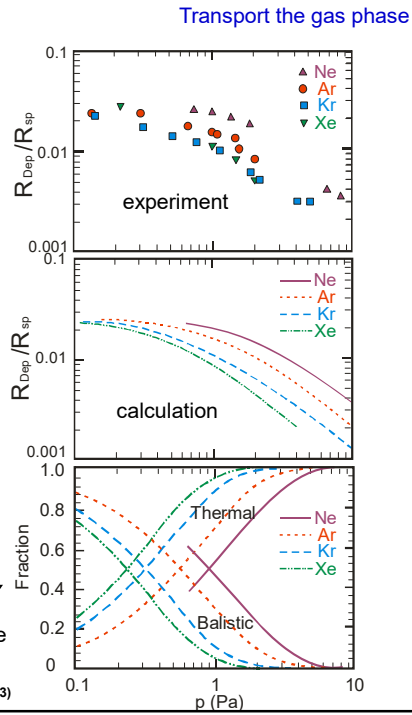 Transport the gas phase
0.1
Ne
Ar
Kr
Xe
R Dep /R sp
0.01
experiment
0.001
0.1
Ne
Ar
Kr
Xe
R Dep /R sp
0.01
calculation
0.001
1.0
0.8
Thermal
Ne
Ar
Kr
Xe
0.6
Fraction
0.4
0.2
Balistic
e
0
3)
0.1
1
10
p (Pa)